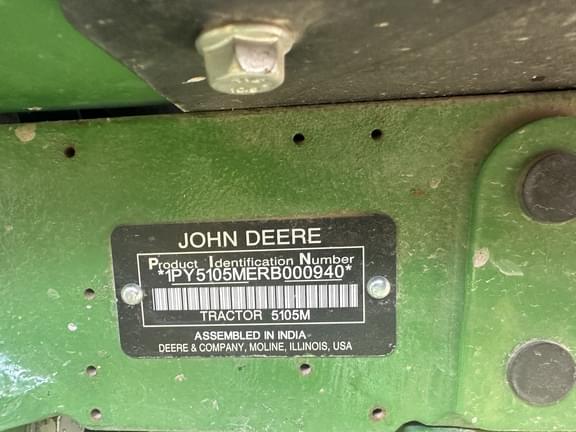 JOHN DEERE
Product Identification Number
*1PY5105MERB000940*
TRACTOR 5105M
ASSEMBLED IN INDIA
DEERE & COMPANY, MOLINE, ILLINOIS, USA